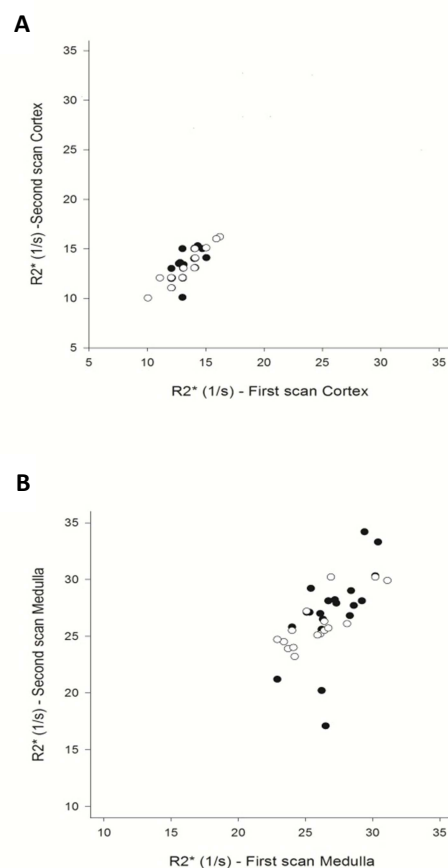 A
35
30
25
20
15
10
5
R2* (1/s) -Second scan Cortex
5 10 15 20 25 30 35
R2* (1/s) - First scan Cortex
B
35
30
25
20
15
10
R2* (1/s) - Second scan Medulla
10 15 20 25 30 35
R2* (1/s) - First scan Medulla